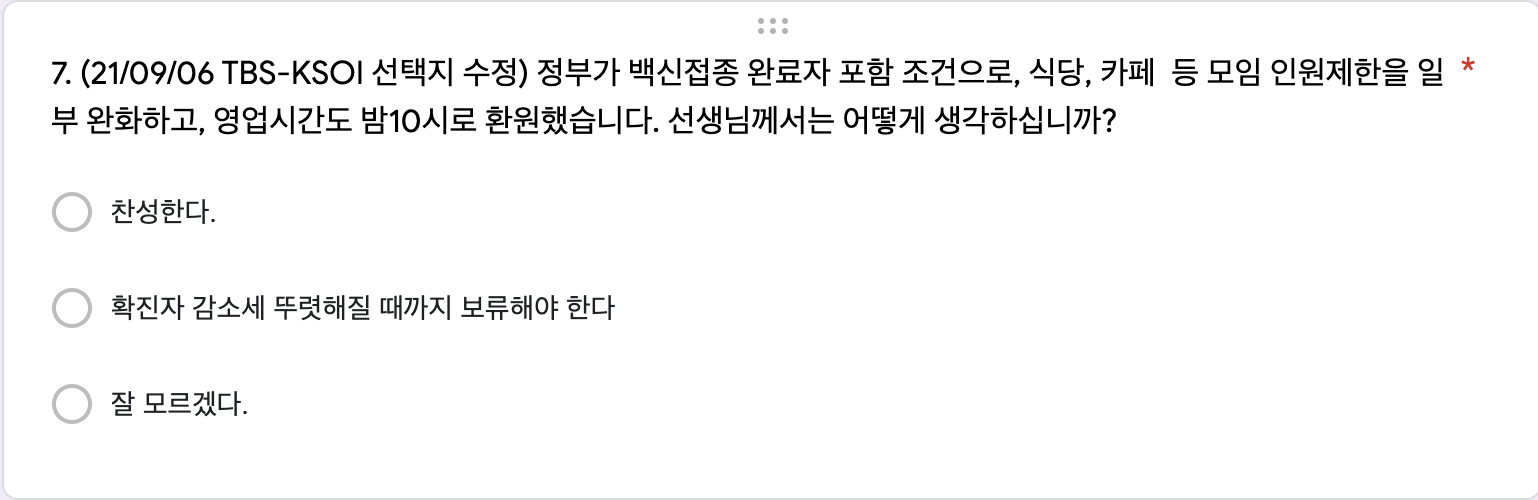 7. (21/09/06 TBS-KSOI 선택지 수정) 정부가 백신접종 완료자 포함 조건으로, 식당, 카페 등 모임 인원제한을 일 *
부 완화하고, 영업시간도 밤10시로 환원했습니다. 선생님께서는 어떻게 생각하십니까?
찬성한다.
확진자 감소세 뚜렷해질 때까지 보류해야 한다
잘 모르겠다.